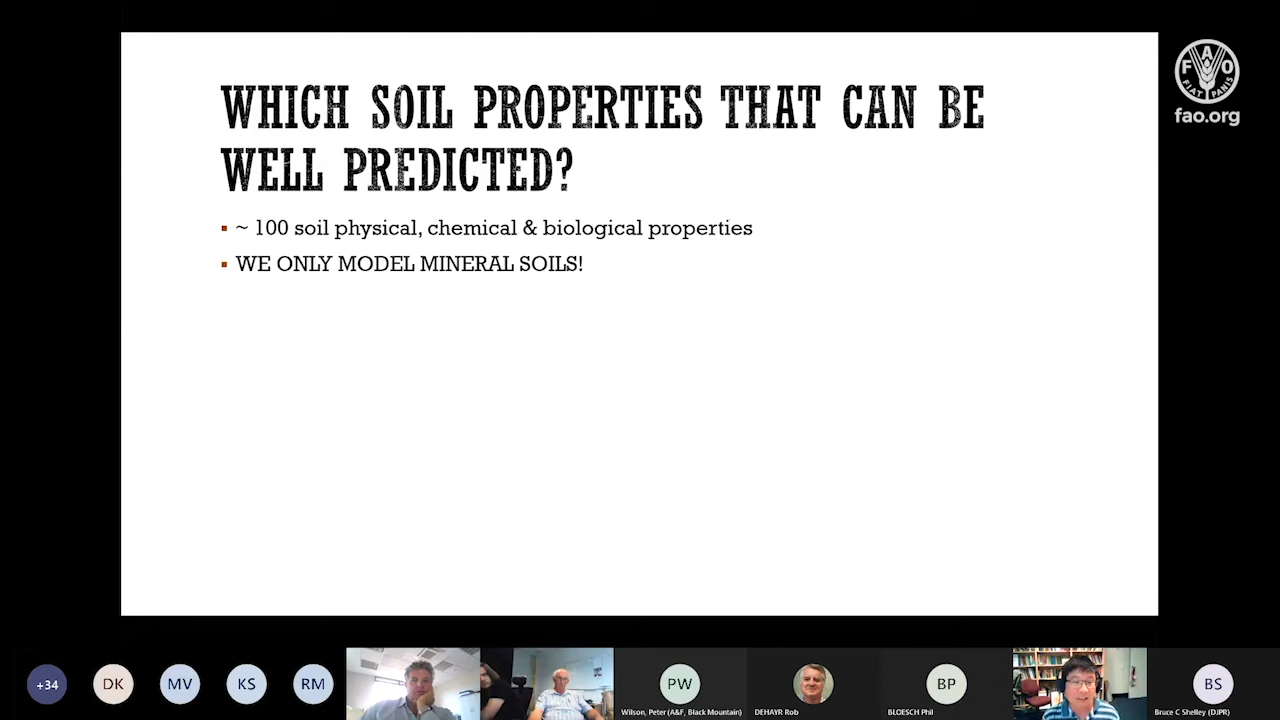 WHICH SOIL PROPERTIES THAT CAN BE
WELL PREDICTED?
~ 100 soil physical, chemical & biological properties
WE ONLY MODEL MINERAL SOILS!
F A O
FIAT PANIS
fao.org
+34
DK
MV
KS
RM
PW
Wilson, Peter (A&F, Black Mountain)
DEHAYR Rob
BP
BLOESCH Phil
BS
Bruce C Shelley (DJPR)